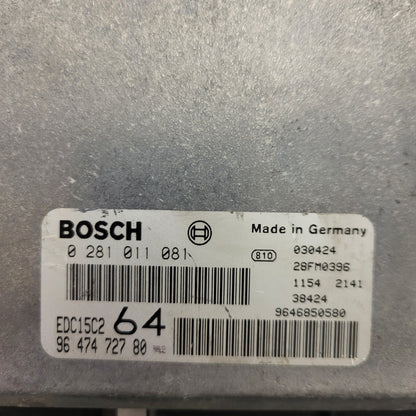 BOSCH Made in Germany
0 281 011 081 810 030424
28FM0396
1154 2141
38424
EDC15C2 64 9646850580
96 474 727 80